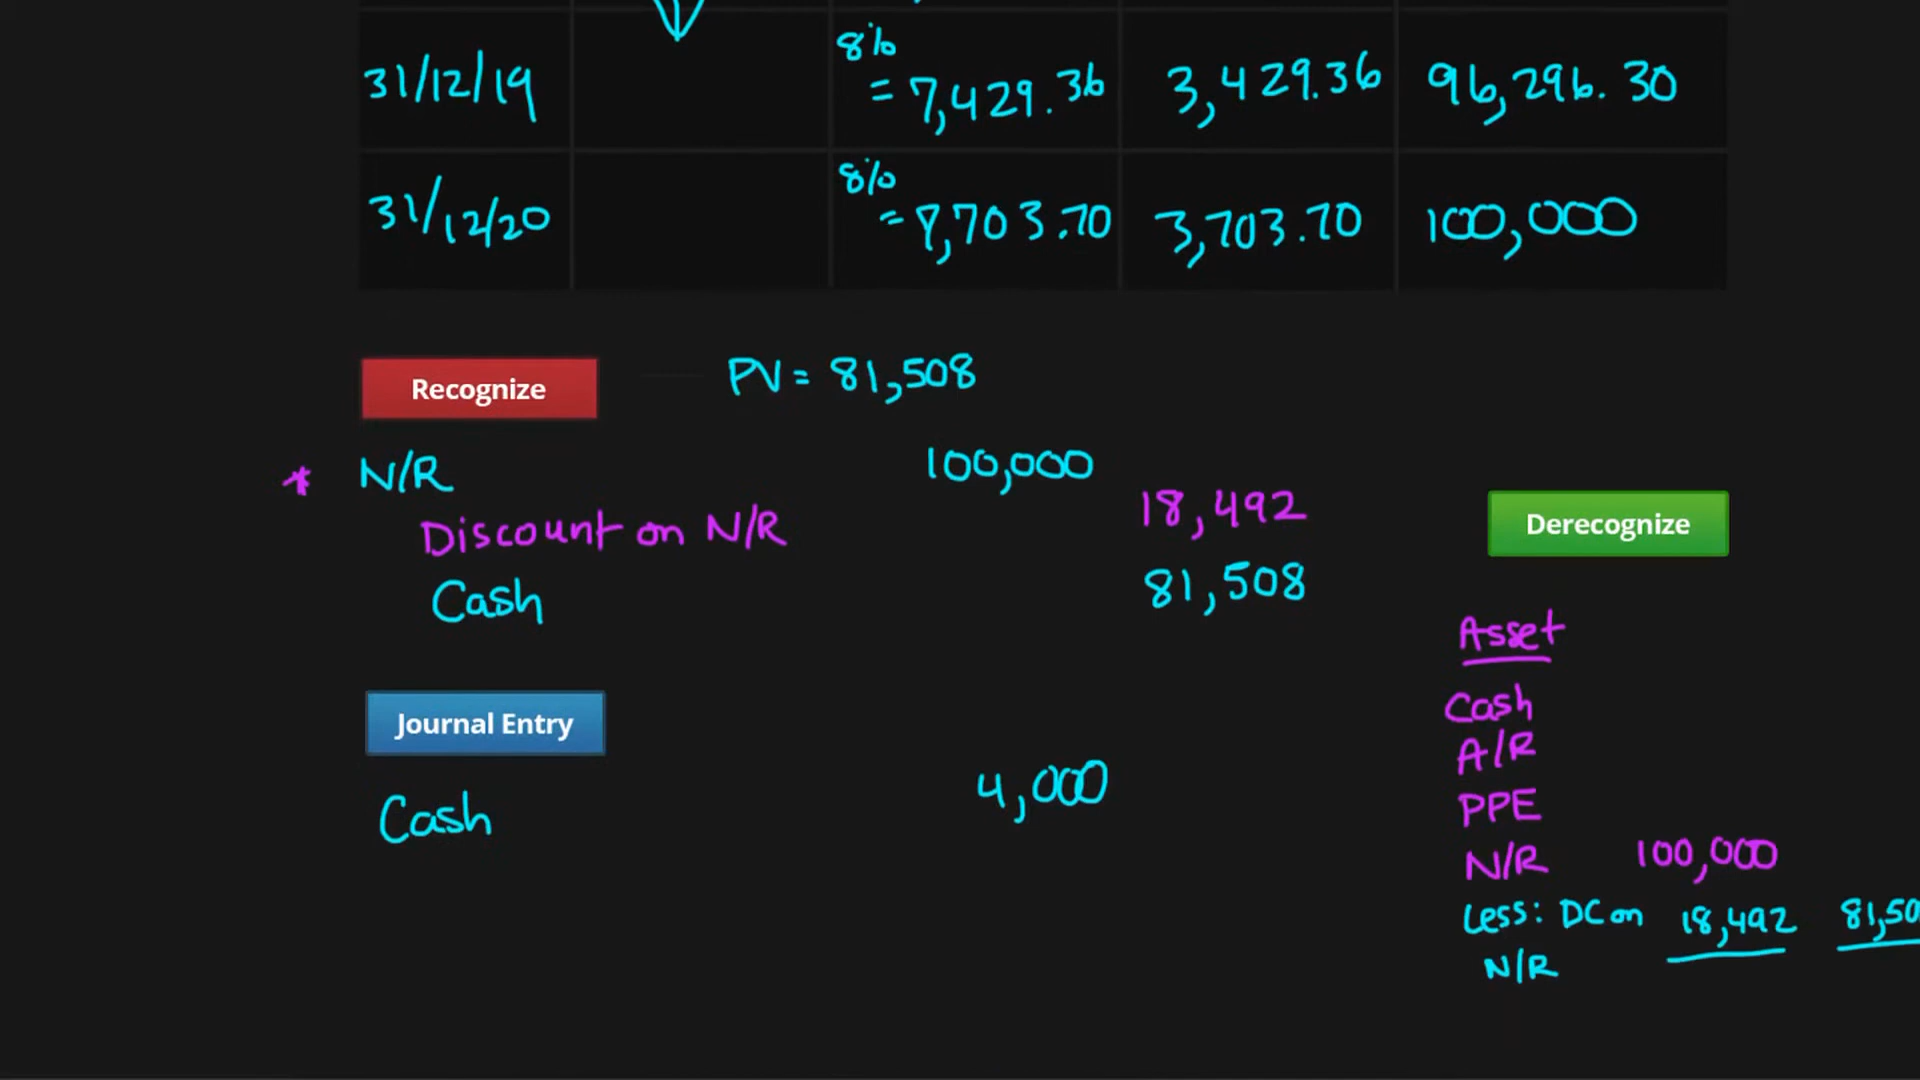 8%
31/12/19 = 7,429.36 3,429.36 96,296.30
8%
31/12/20 = 7,703.70 3,703.70 100,000
Recognize PV = 81,508
* N/R 100,000
Discount on N/R 18,492
Cash 81,508
Journal Entry
Cash 4,000
Derecognize
Asset
Cash
A/R
PPE
N/R 100,000
Less: DC on 18,492 81,50
N/R